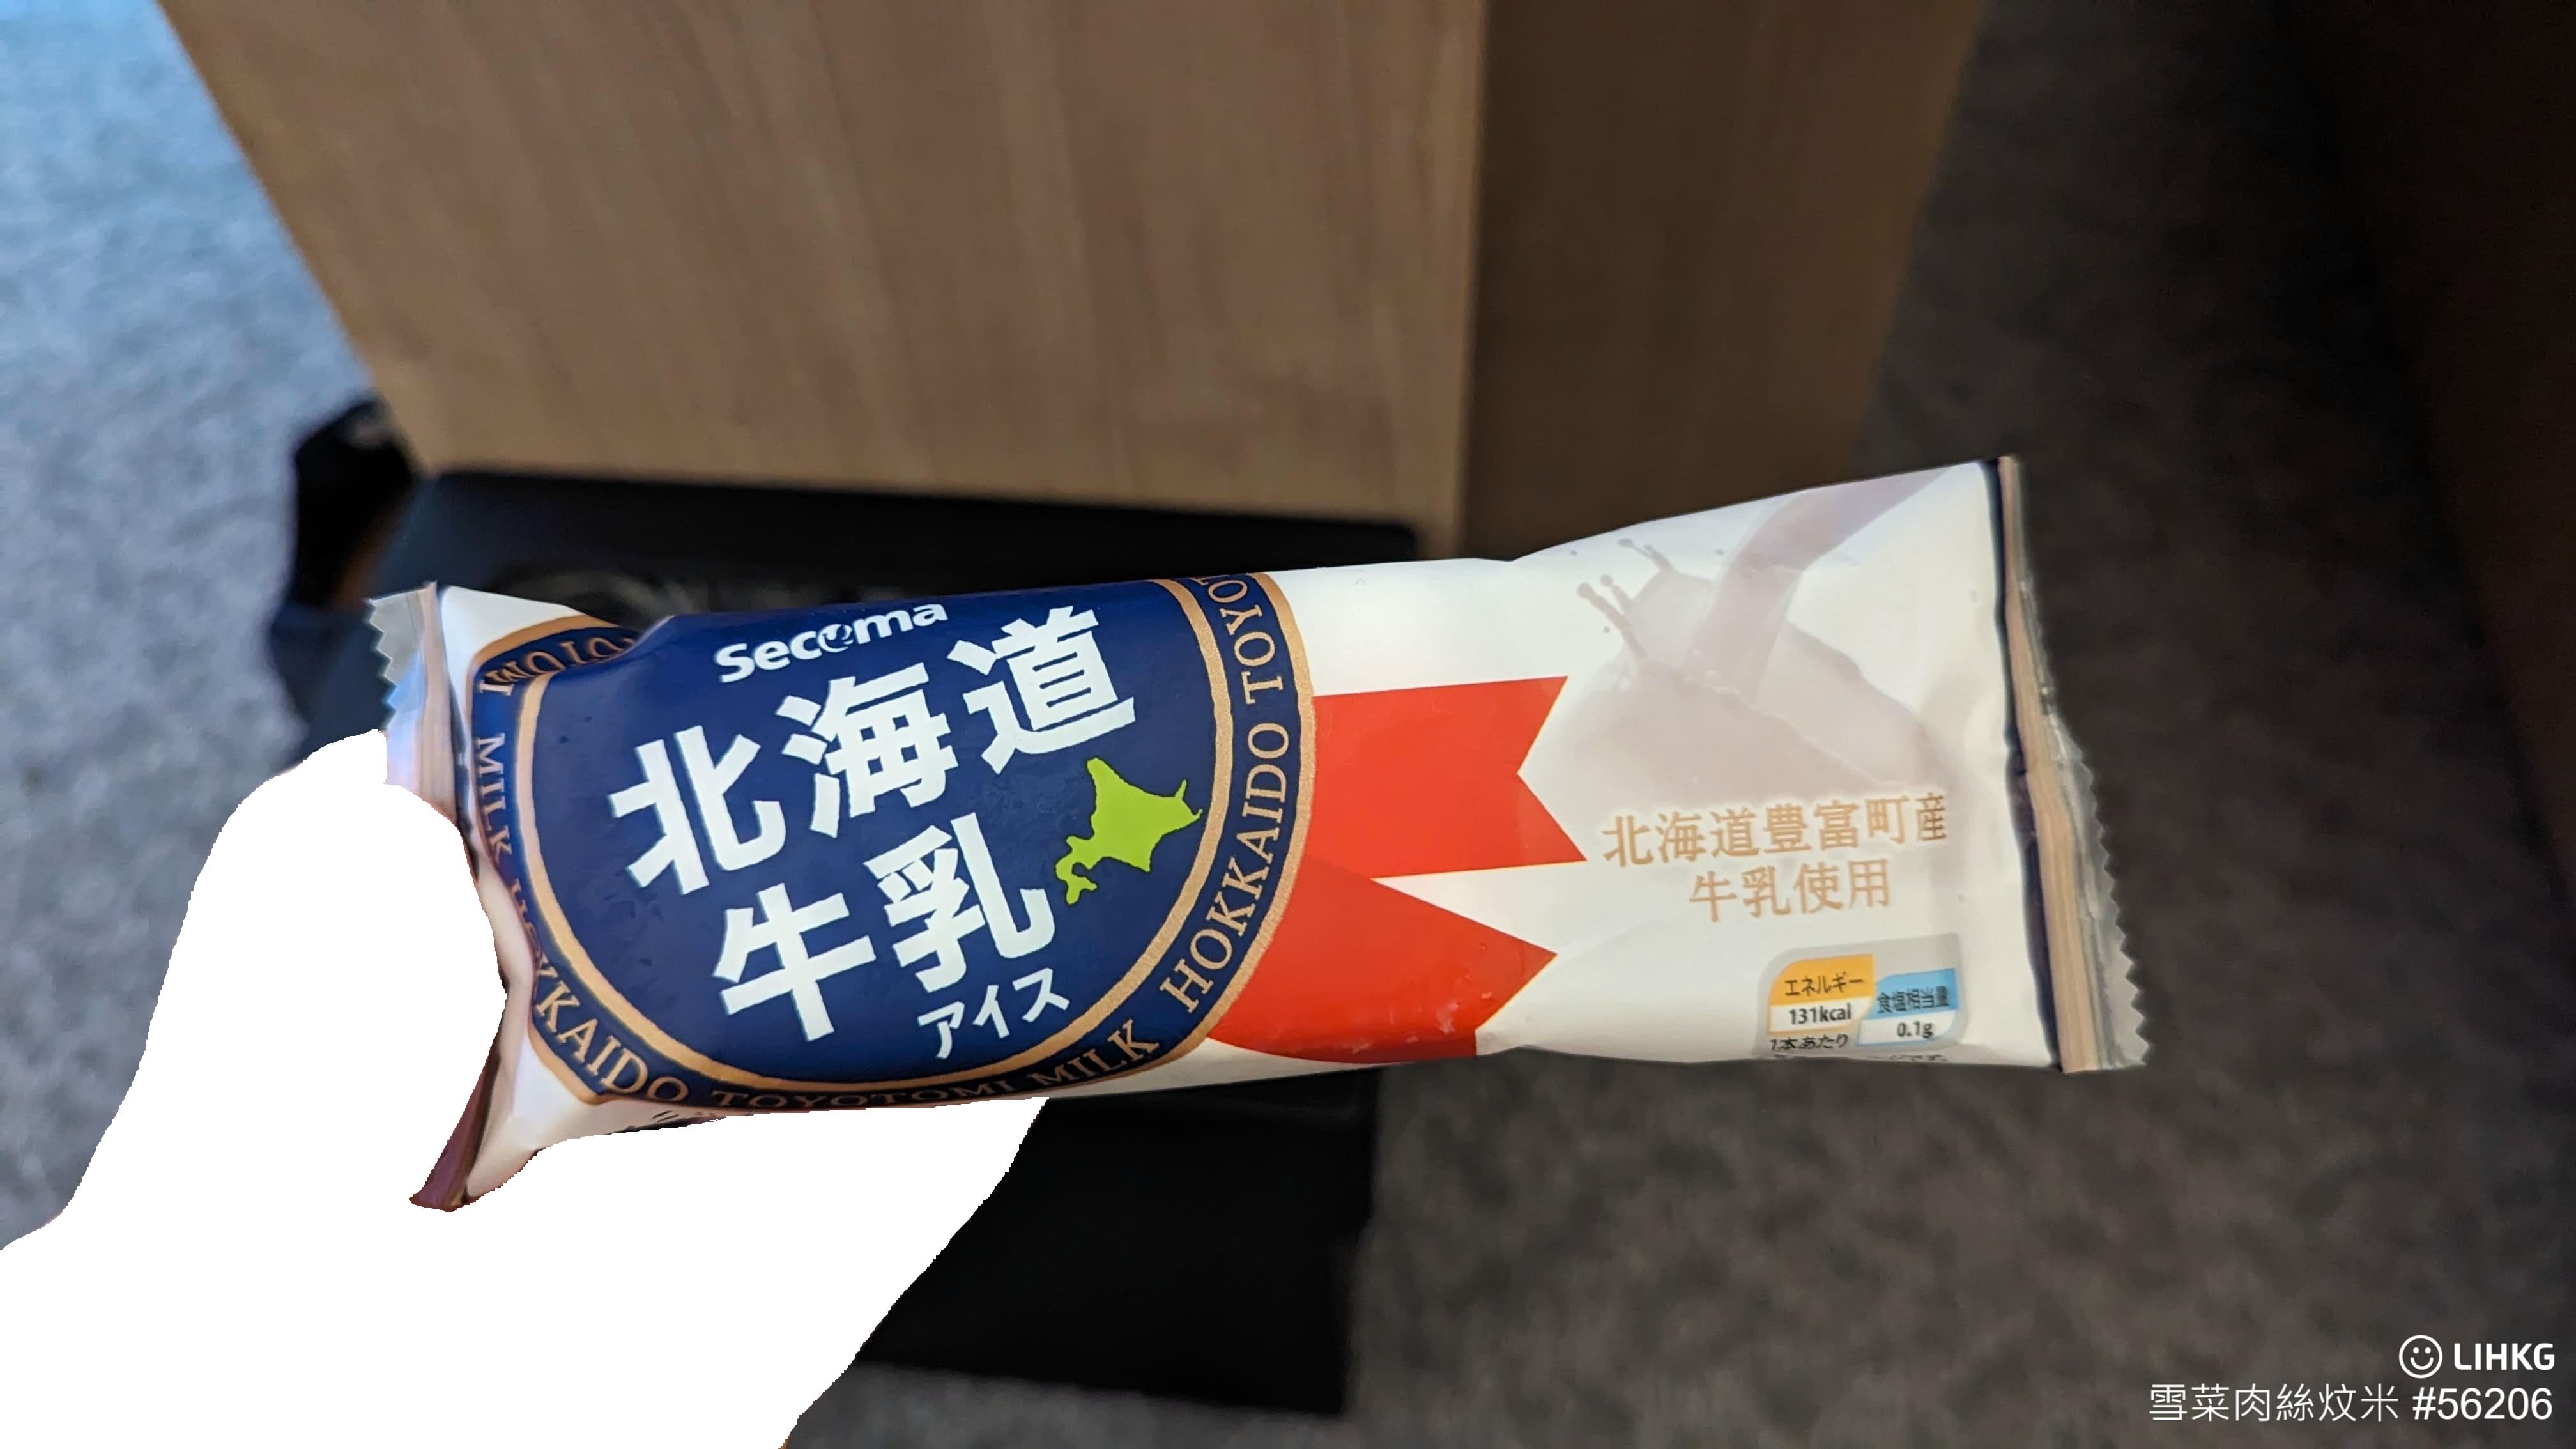 Secoma
北海道
牛乳
アイス
HOKKAIDO TOYOTOMI MILK HOKKAIDO TOYO
北海道豊富町産
牛乳使用
エネルギー
131kcal
1本あたり
食塩相当量
0.1g
LIHKG
雪菜肉絲炆米 #56206